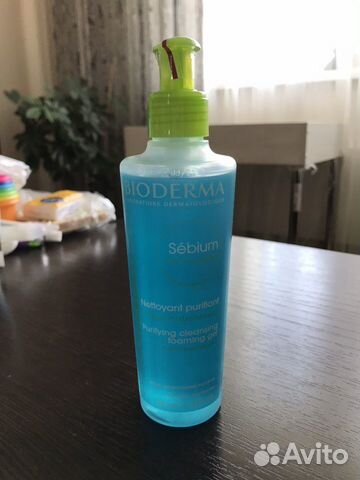 BIODERMA
LABORATOIRE DERMATOLOGIQUE
Sébium
Nettoyant purifiant
Purifying cleansing
foaming gel
Avito